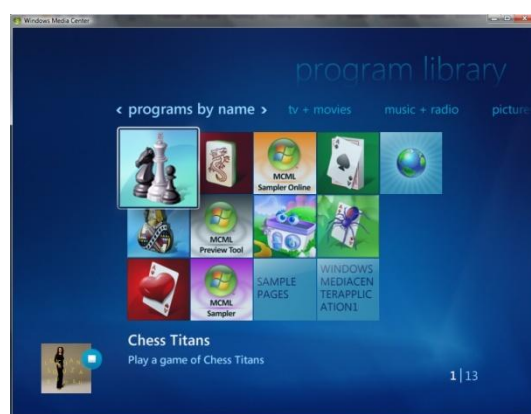 Windows Media Center
program library
programs by name
tv + movies
music + radio
picture
MCML
Sampler Online
MCML
Preview Tool
MCML
Sampler
SAMPLE
PAGES
WINDOWS
MEDIACEN
TERAPPLIC
ATION1
Chess Titans
Play a game of Chess Titans
1 | 13